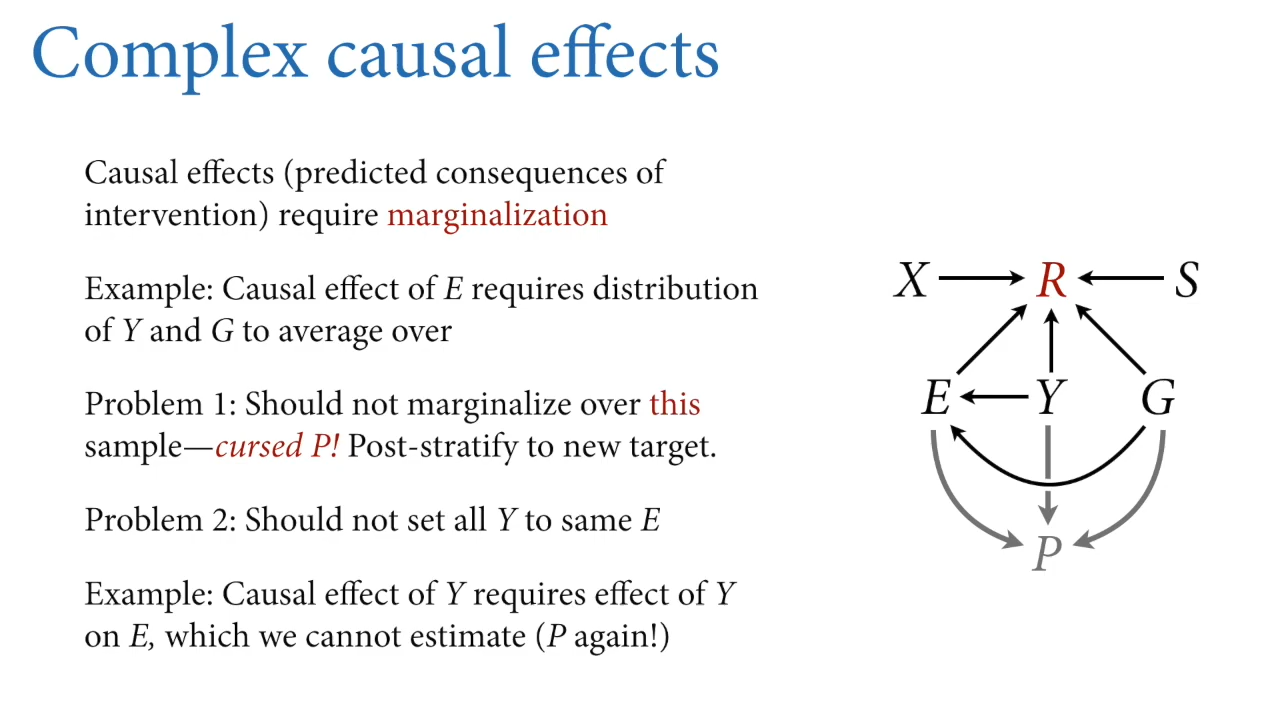 Complex causal effects
Causal effects (predicted consequences of
intervention) require marginalization
Example: Causal effect of E requires distribution
of Y and G to average over
Problem 1: Should not marginalize over this
sample—cursed P! Post-stratify to new target.
Problem 2: Should not set all Y to same E
Example: Causal effect of Y requires effect of Y
on E, which we cannot estimate (P again!)
X R S
E Y G
P